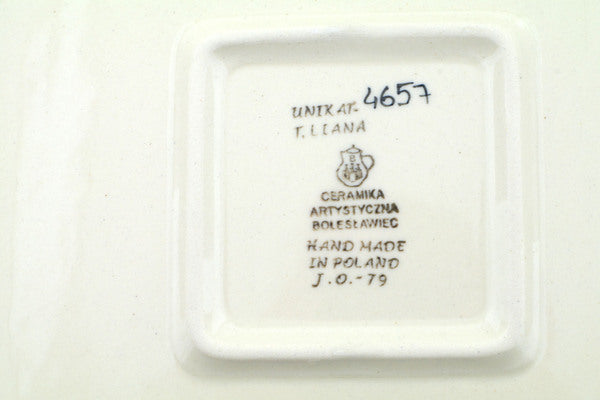 UNIKAT-4657
T. LIANA
B
CERAMIKA
ARTYSTYCZNA
BOLESŁAWIEC
HAND MADE
IN POLAND
J.O.-79